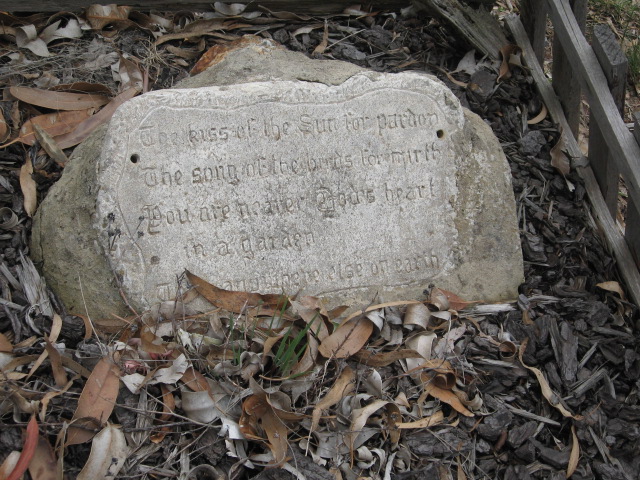 The kiss of the Sun for pardon
The song of the birds for mirth
You are nearer God's heart
in a garden
anywhere else on earth